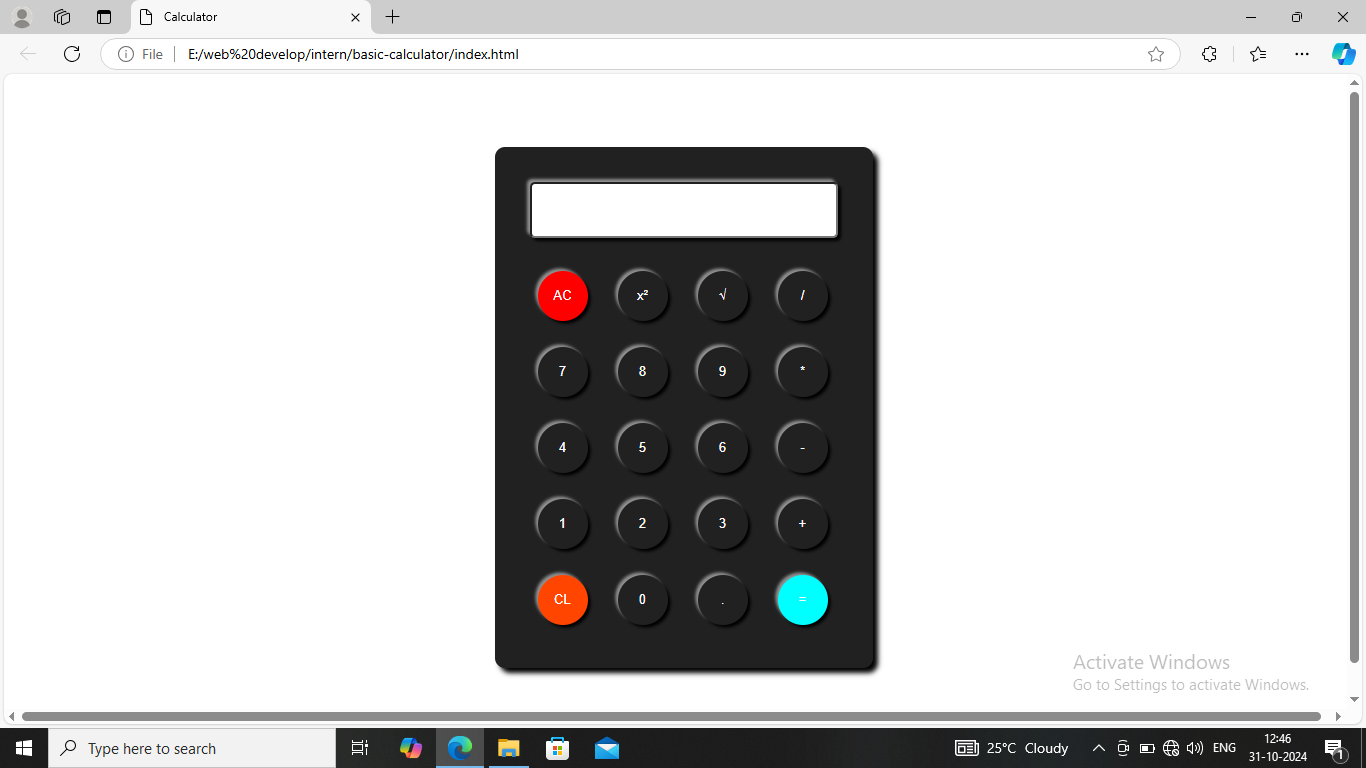 Calculator
File E:/web%20develop/intern/basic-calculator/index.html
AC x² √ /
7 8 9 *
4 5 6 -
1 2 3 +
CL 0 . =
Activate Windows
Go to Settings to activate Windows.
Type here to search
25°C Cloudy
ENG
12:46
31-10-2024
1